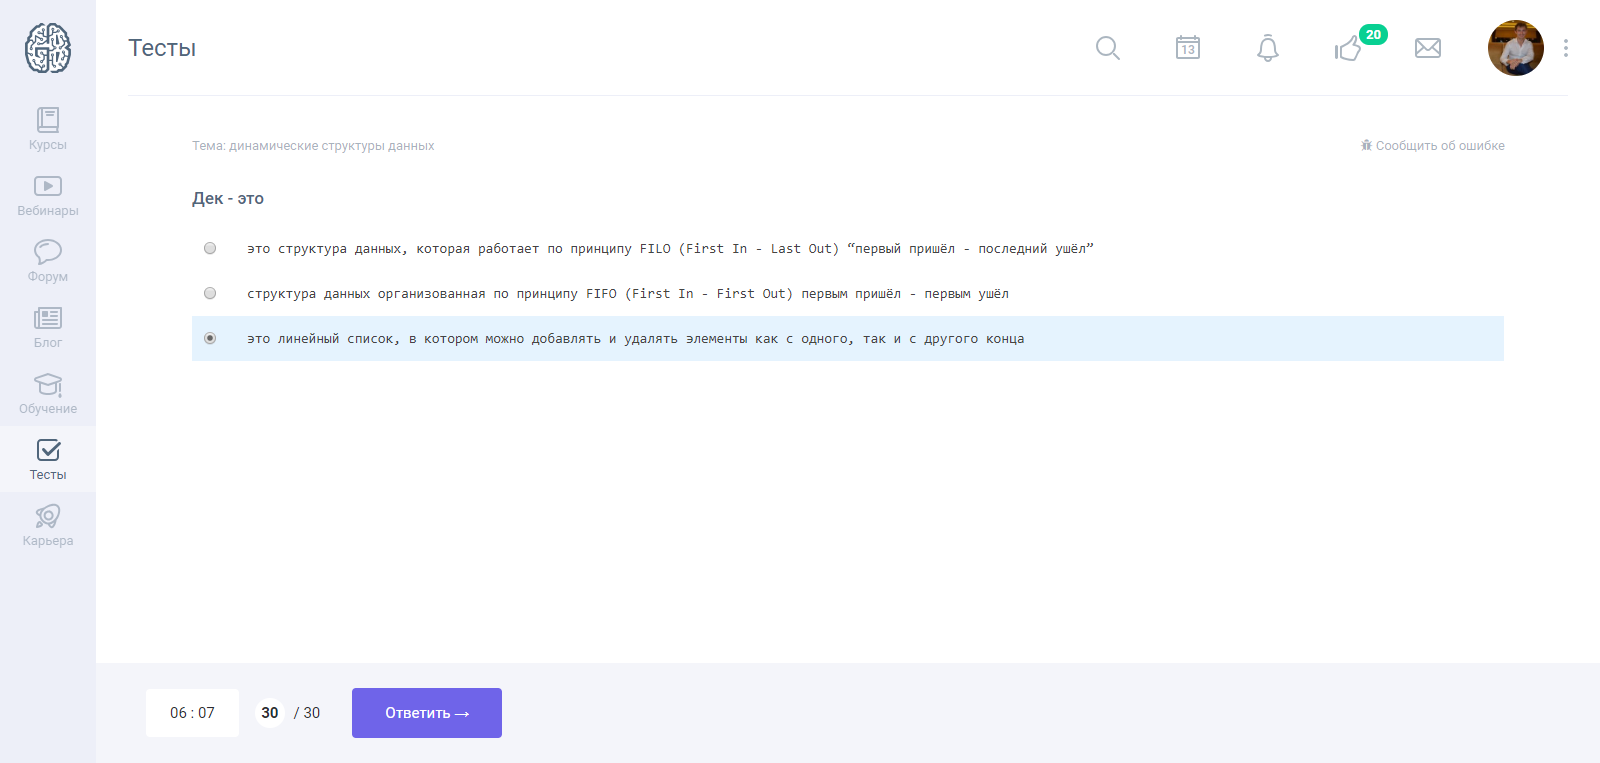 Тесты
13
20
Курсы
Вебинары
Форум
Блог
Обучение
Тесты
Карьера
Тема: динамические структуры данных
Сообщить об ошибке
Дек - это
это структура данных, которая работает по принципу FILO (First In - Last Out) “первый пришёл - последний ушёл”
структура данных организованная по принципу FIFO (First In - First Out) первым пришёл - первым ушёл
это линейный список, в котором можно добавлять и удалять элементы как с одного, так и с другого конца
06 : 07
30 / 30
Ответить →